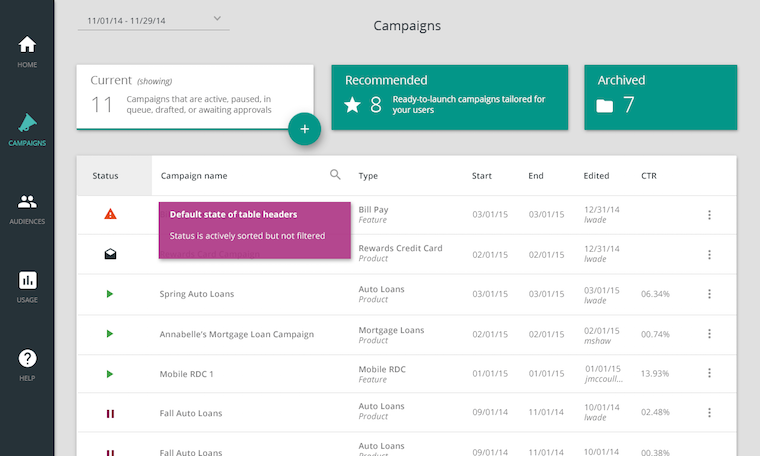 11/01/14 - 11/29/14
Campaigns
HOME
CAMPAIGNS
AUDIENCES
USAGE
HELP
Current (showing)
11
Campaigns that are active, paused, in
queue, drafted, or awaiting approvals
+
Recommended
8
Ready-to-launch campaigns tailored for
your users
Archived
7
Status Campaign name Type Start End Edited CTR
Default state of table headers
Status is actively sorted but not filtered
Bill Pay
Feature
03/01/15 03/01/15 12/31/14
lwade
Rewards Credit Card
Product
02/01/15 02/01/15 12/31/14
lwade
Spring Auto Loans Auto Loans
Product
03/01/15 03/01/15 03/01/15
lwade
06.34%
Annabelle's Mortgage Loan Campaign Mortgage Loans
Product
02/01/15 02/01/15 02/01/15
mshaw
00.74%
Mobile RDC 1 Mobile RDC
Feature
01/01/15 01/01/15 01/01/15
jmccoull...
13.93%
Fall Auto Loans Auto Loans
Product
09/01/14 11/01/14 10/01/14
lwade
02.48%
Fall Auto Loans Auto Loans
09/01/14 11/01/14 10/01/14
00.38%